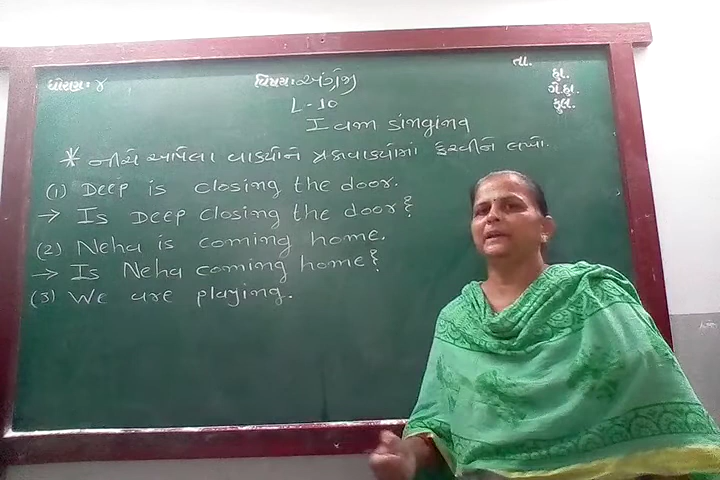 ધોરણ: ૪
વિષય: અંગ્રેજી
તા.
હા.
ગે.હા.
કુલ.
L-10
I am singing
* નીચે આપેલા વાક્યોને પ્રશ્નવાક્યોમાં ફેરવીને લખો.
(1) Deep is closing the door.
→ Is Deep closing the door?
(2) Neha is coming home.
→ Is Neha coming home?
(3) We are playing.